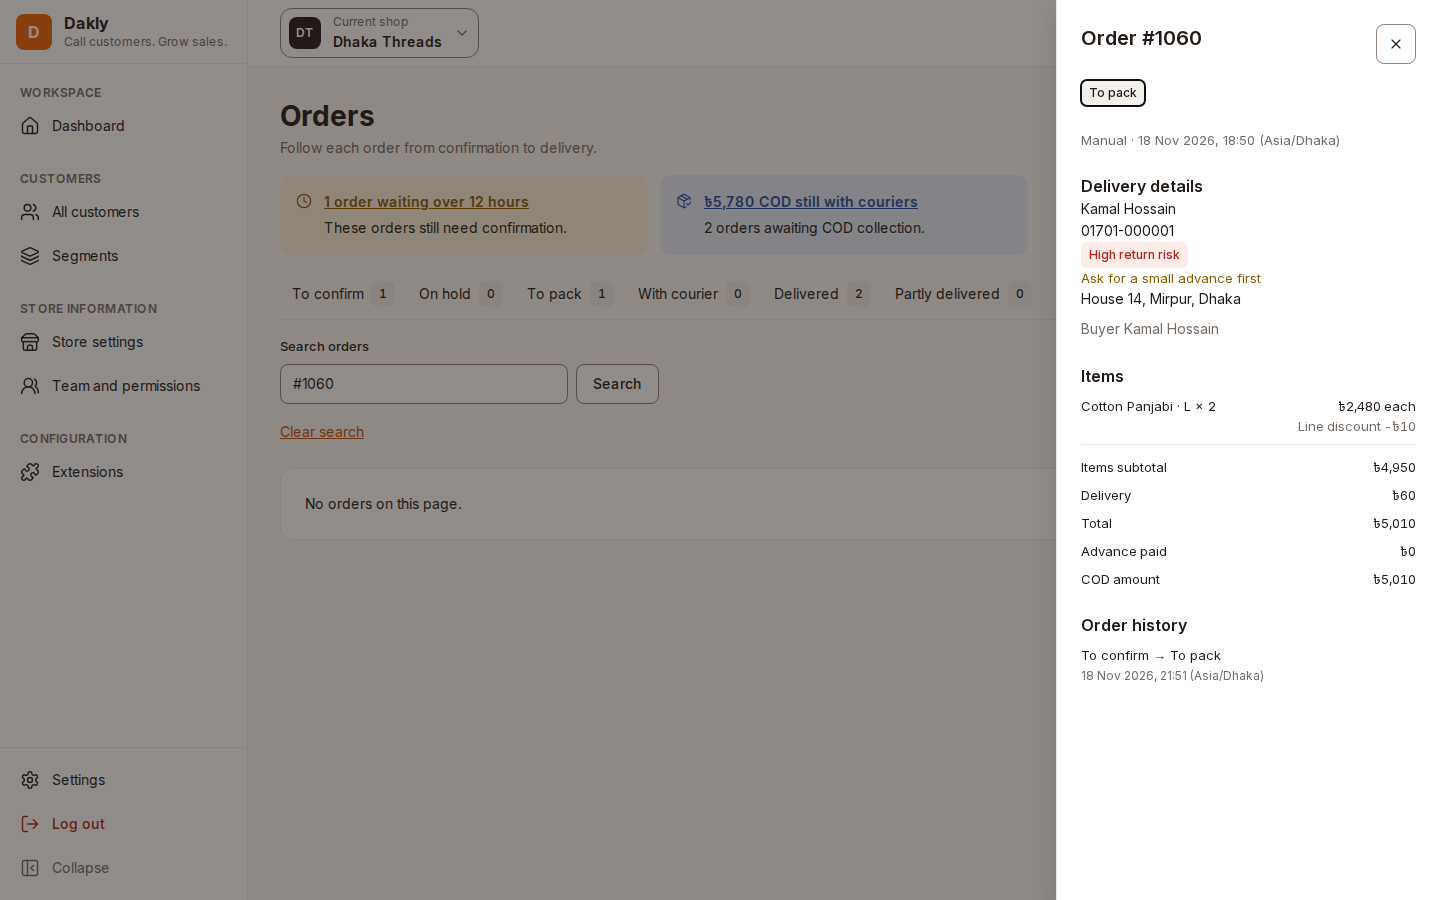 D
Dakly
Call customers. Grow sales.
WORKSPACE
Dashboard
CUSTOMERS
All customers
Segments
STORE INFORMATION
Store settings
Team and permissions
CONFIGURATION
Extensions
Settings
Log out
Collapse
DT
Current shop
Dhaka Threads
Orders
Follow each order from confirmation to delivery.
1 order waiting over 12 hours
These orders still need confirmation.
৳5,780 COD still with couriers
2 orders awaiting COD collection.
To confirm 1 On hold 0 To pack 1 With courier 0 Delivered 2 Partly delivered 0
Search orders
#1060 Search
Clear search
No orders on this page.
Order #1060
To pack
Manual · 18 Nov 2026, 18:50 (Asia/Dhaka)
Delivery details
Kamal Hossain
01701-000001
High return risk
Ask for a small advance first
House 14, Mirpur, Dhaka
Buyer Kamal Hossain
Items
Cotton Panjabi · L × 2 ৳2,480 each
Line discount -৳10
Items subtotal ৳4,950
Delivery ৳60
Total ৳5,010
Advance paid ৳0
COD amount ৳5,010
Order history
To confirm → To pack
18 Nov 2026, 21:51 (Asia/Dhaka)